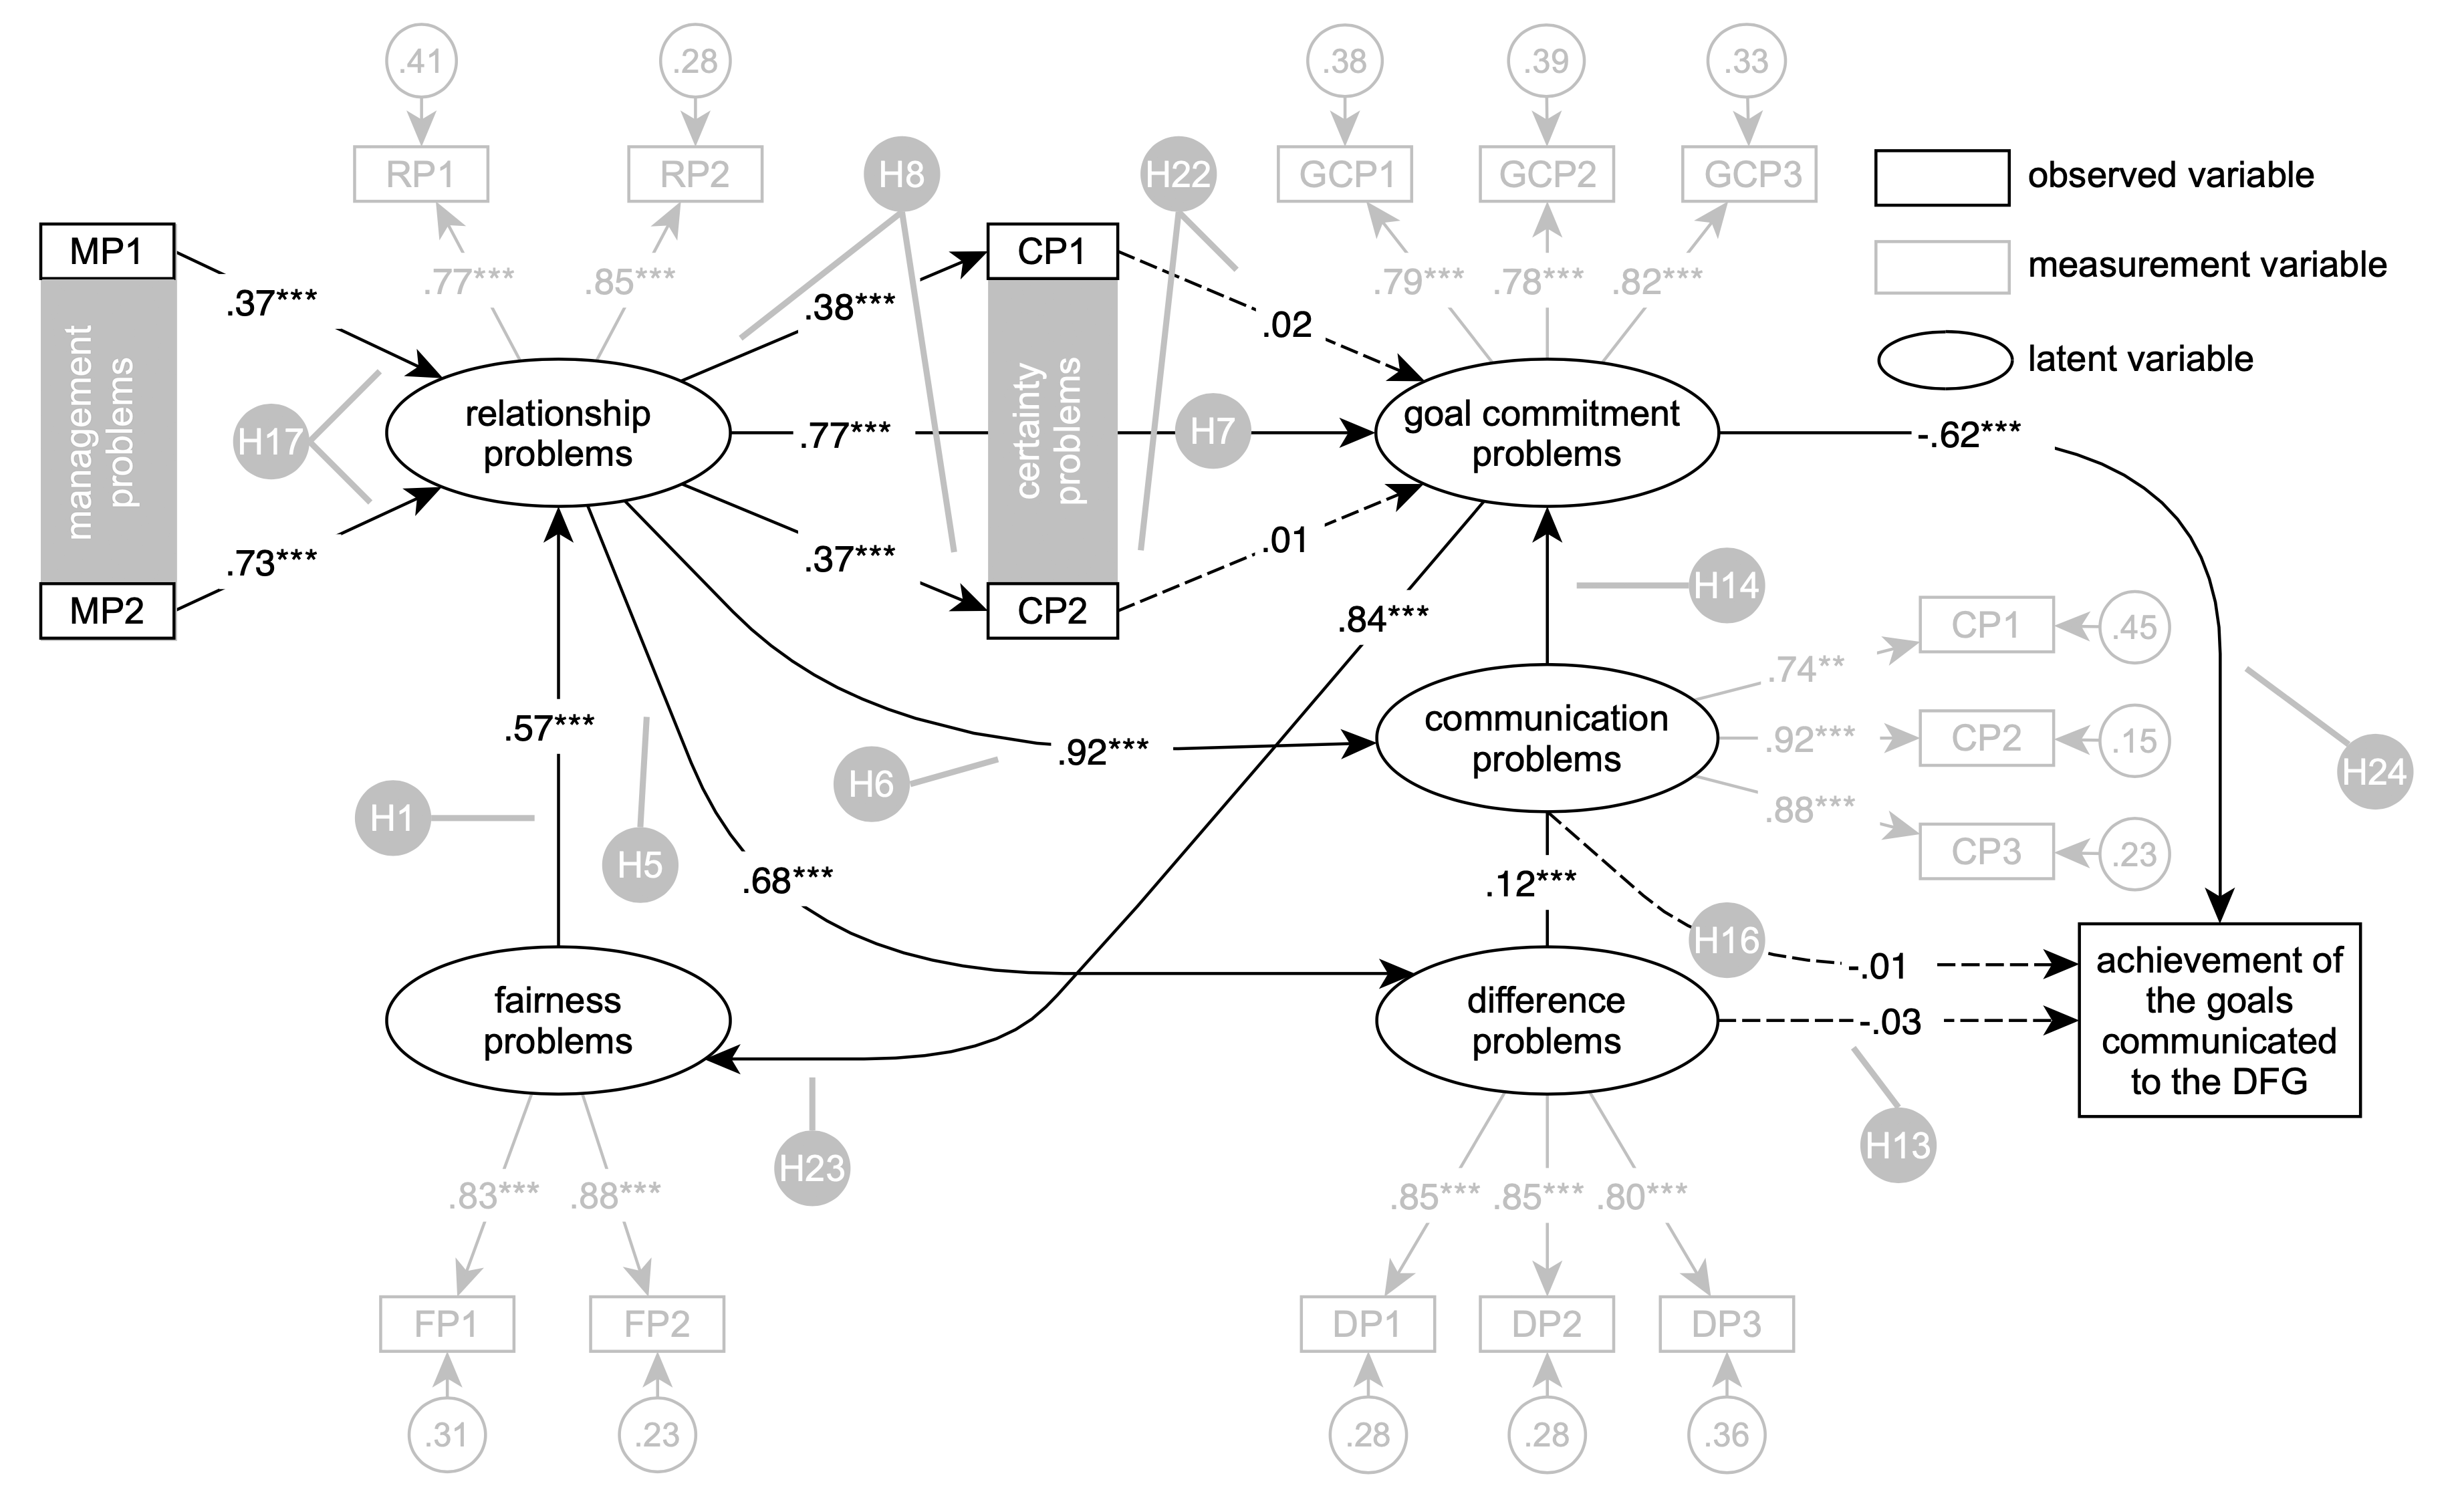 .41
.28
.38
.39
.33
RP1
RP2
H8
H22
GCP1
GCP2
GCP3
observed variable
measurement variable
latent variable
MP1
CP1
.77***
.85***
.79***
.78***
.82***
.37***
.38***
.02
management
problems
H17
relationship
problems
.77***
certainty
problems
H7
goal commitment
problems
-.62***
.73***
.37***
.01
MP2
CP2
.84***
H14
CP1
.45
.74**
.57***
.92***
communication
problems
.92***
CP2
.15
H24
H6
H1
H5
.88***
CP3
.23
.68***
.12***
H16
-.01
fairness
problems
difference
problems
-.03
achievement of
the goals
communicated
to the DFG
H23
H13
.83***
.88***
.85***
.85***
.80***
FP1
FP2
DP1
DP2
DP3
.31
.23
.28
.28
.36